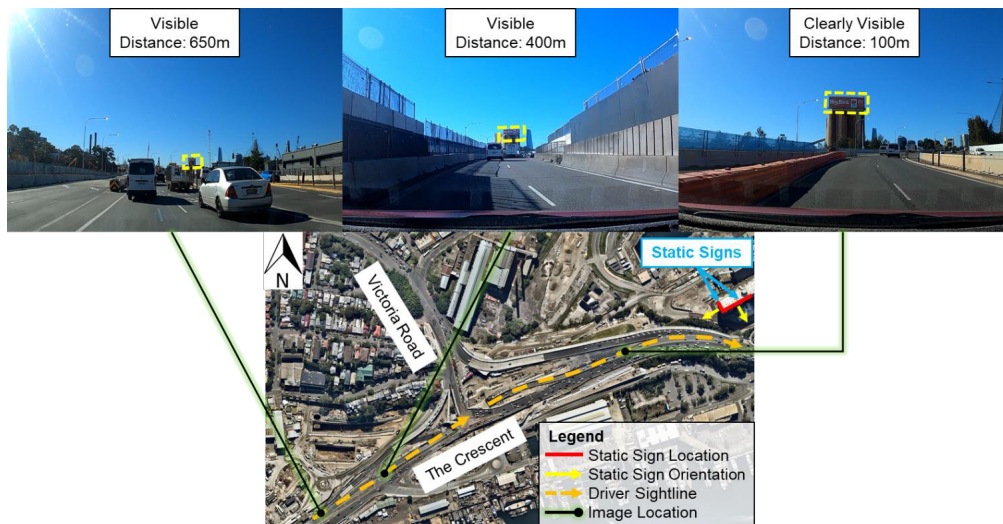 Visible
Distance: 650m
Visible
Distance: 400m
Clearly Visible
Distance: 100m
N
Victoria Road
Static Signs
The Crescent
Legend
Static Sign Location
Static Sign Orientation
Driver Sightline
Image Location